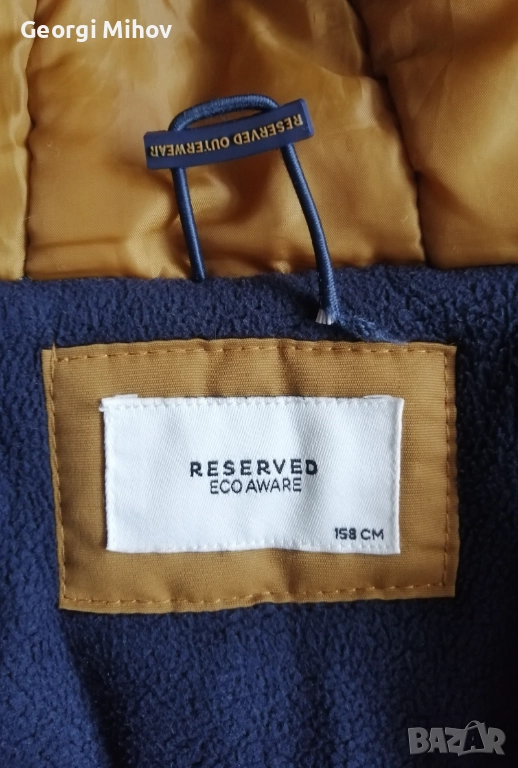 Georgi Mihov
RESERVED OUTERWEAR
RESERVED
ECO AWARE
158 CM
BAZAR